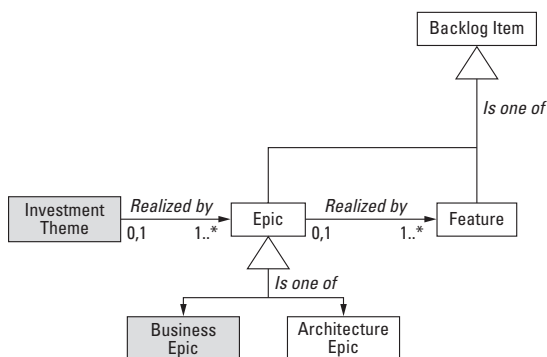 Backlog Item
Is one of
Investment
Theme
Realized by
0,1
1..*
Epic
Realized by
0,1
1..*
Feature
Is one of
Business
Epic
Architecture
Epic